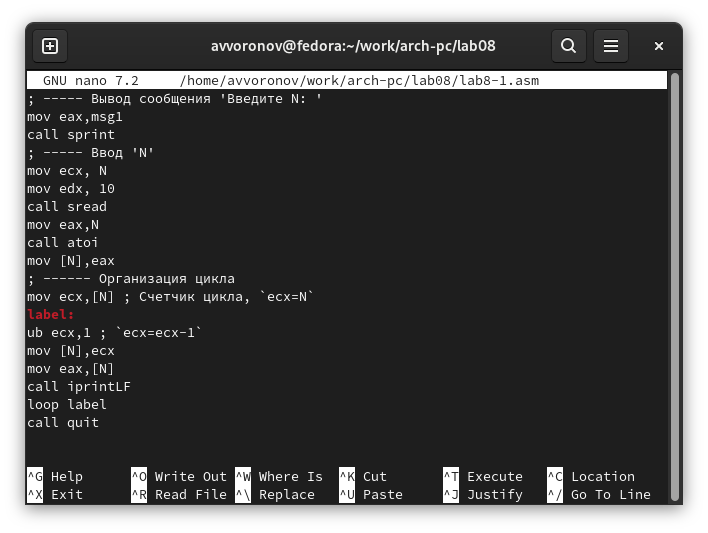 avvoronov@fedora:~/work/arch-pc/lab08
GNU nano 7.2 /home/avvoronov/work/arch-pc/lab08/lab8-1.asm
; ----- Вывод сообщения 'Введите N: '
mov eax,msg1
call sprint
; ----- Ввод 'N'
mov ecx, N
mov edx, 10
call sread
mov eax,N
call atoi
mov [N],eax
; ------ Организация цикла
mov ecx,[N] ; Счетчик цикла, `ecx=N`
label:
ub ecx,1 ; `ecx=ecx-1`
mov [N],ecx
mov eax,[N]
call iprintLF
loop label
call quit
^G Help ^O Write Out ^W Where Is ^K Cut ^T Execute ^C Location
^X Exit ^R Read File ^\ Replace ^U Paste ^J Justify ^/ Go To Line